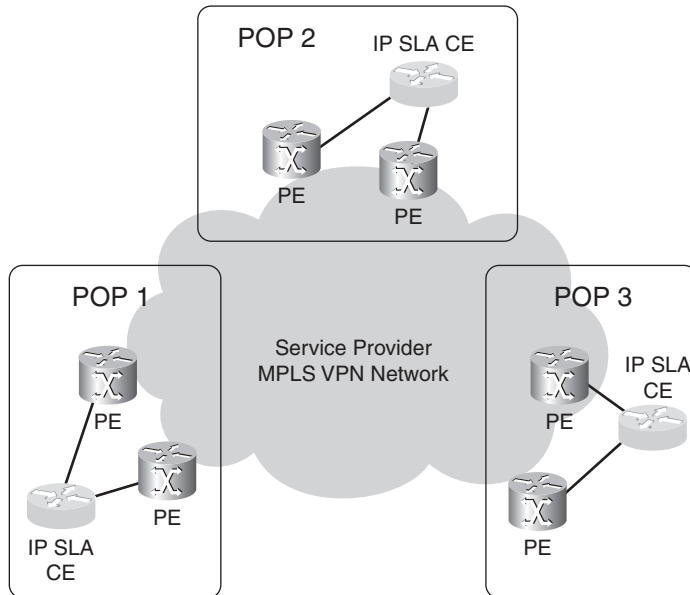 POP 2
IP SLA CE
PE
PE
POP 1
PE
PE
IP SLA
CE
Service Provider
MPLS VPN Network
POP 3
IP SLA
CE
PE
PE